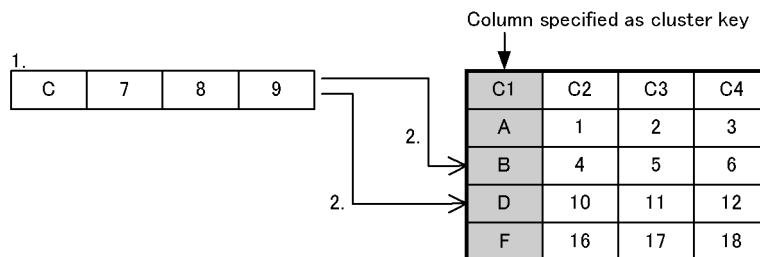 Column specified as cluster key
1.
C 7 8 9
C1 C2 C3 C4
A 1 2 3
2.
B 4 5 6
2.
D 10 11 12
F 16 17 18